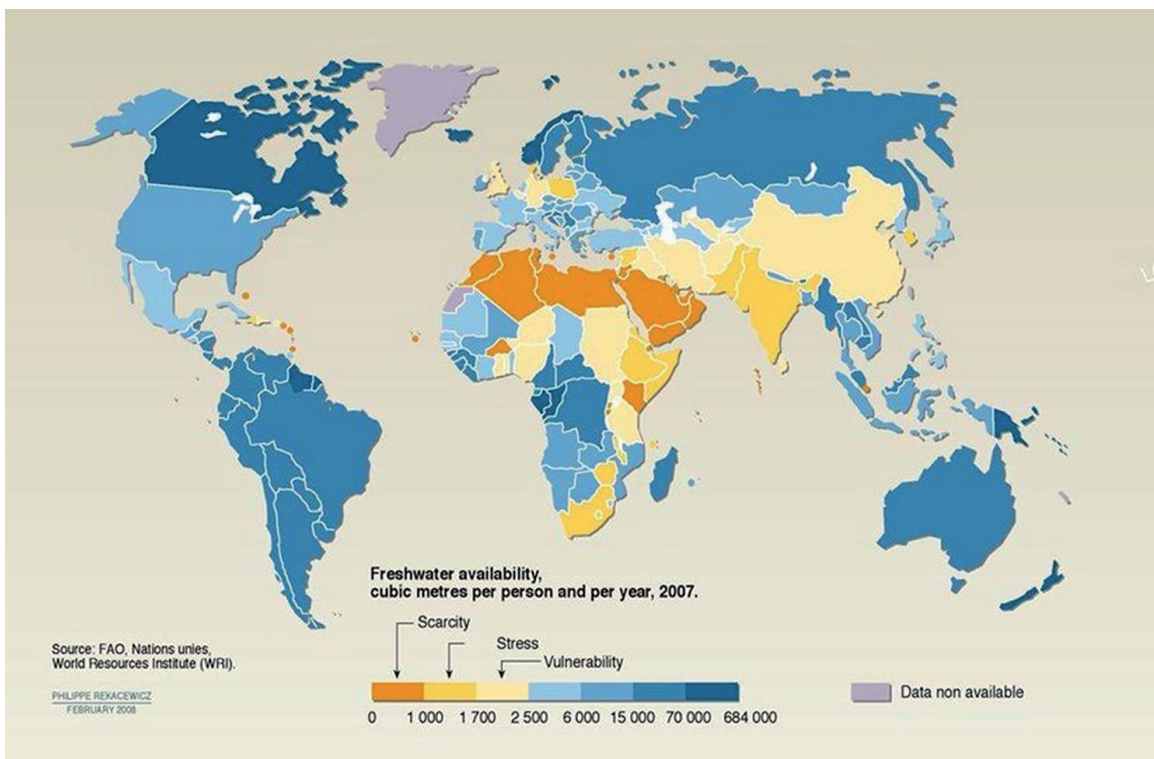 Freshwater availability,
cubic metres per person and per year, 2007.
Scarcity
Stress
Vulnerability
0 1 000 1 700 2 500 6 000 15 000 70 000 684 000
Data non available
Source: FAO, Nations unies,
World Resources Institute (WRI).
PHILIPPE REKACEWICZ
FEBRUARY 2008